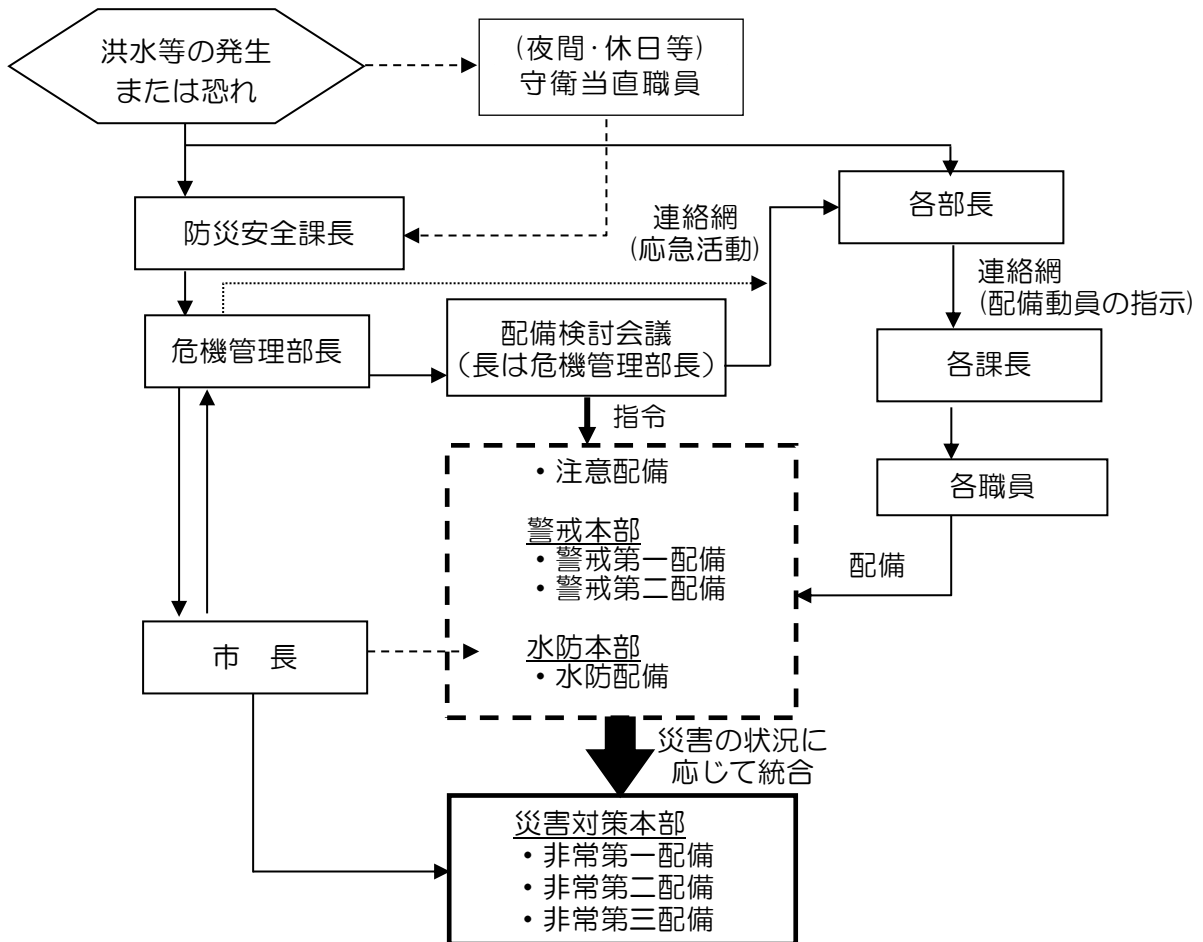 洪水等の発生
または恐れ
(夜間・休日等)
守衛当直職員
防災安全課長
連絡網
(応急活動)
各部長
連絡網
(配備動員の指示)
危機管理部長
配備検討会議
(長は危機管理部長)
各課長
指令
・注意配備
各職員
警戒本部
・警戒第一配備
・警戒第二配備
配備
市　長
水防本部
・水防配備
災害の状況に
応じて統合
災害対策本部
・非常第一配備
・非常第二配備
・非常第三配備